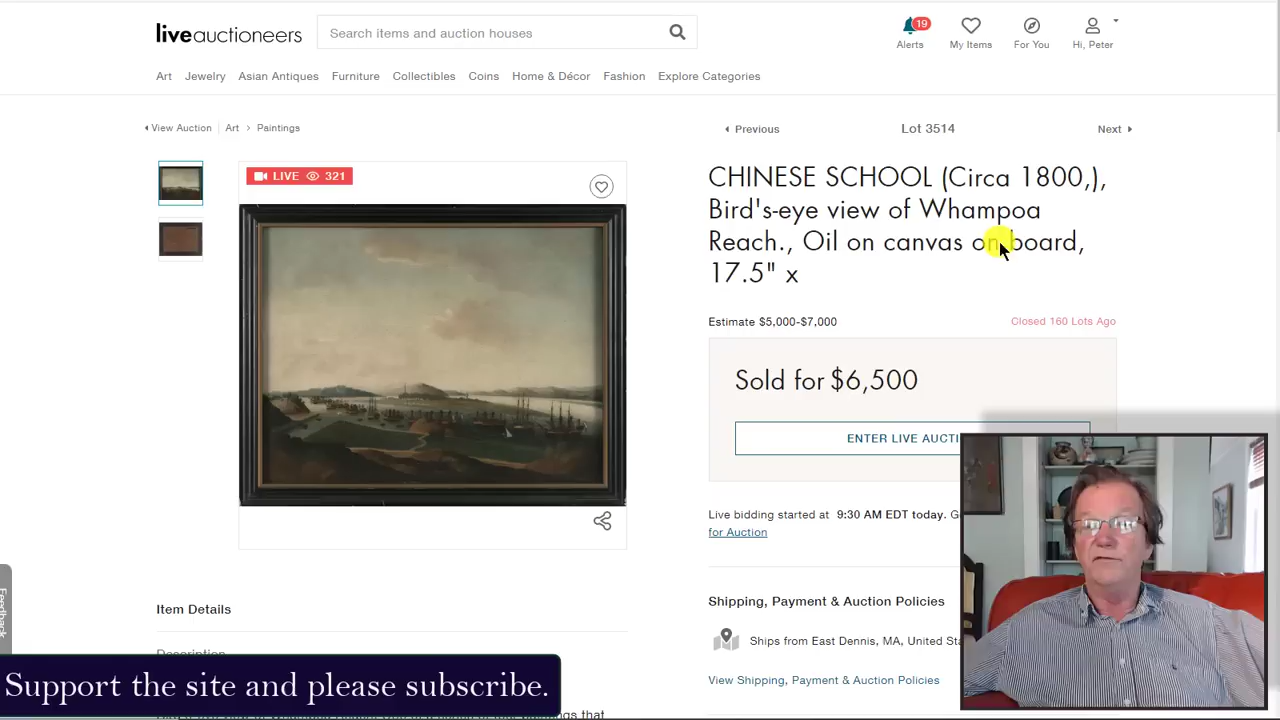 liveauctioneers
Search items and auction houses
19
Alerts
My Items
For You
Hi, Peter
Art Jewelry Asian Antiques Furniture Collectibles Coins Home & Décor Fashion Explore Categories
View Auction Art > Paintings
Previous Lot 3514 Next
LIVE 321
CHINESE SCHOOL (Circa 1800,),
Bird's-eye view of Whampoa
Reach., Oil on canvas on board,
17.5" x
Estimate $5,000-$7,000 Closed 160 Lots Ago
Sold for $6,500
ENTER LIVE AUCTI
Live bidding started at 9:30 AM EDT today. G
for Auction
Shipping, Payment & Auction Policies
Ships from East Dennis, MA, United Sta
View Shipping, Payment & Auction Policies
Item Details
Feedback
Support the site and please subscribe.